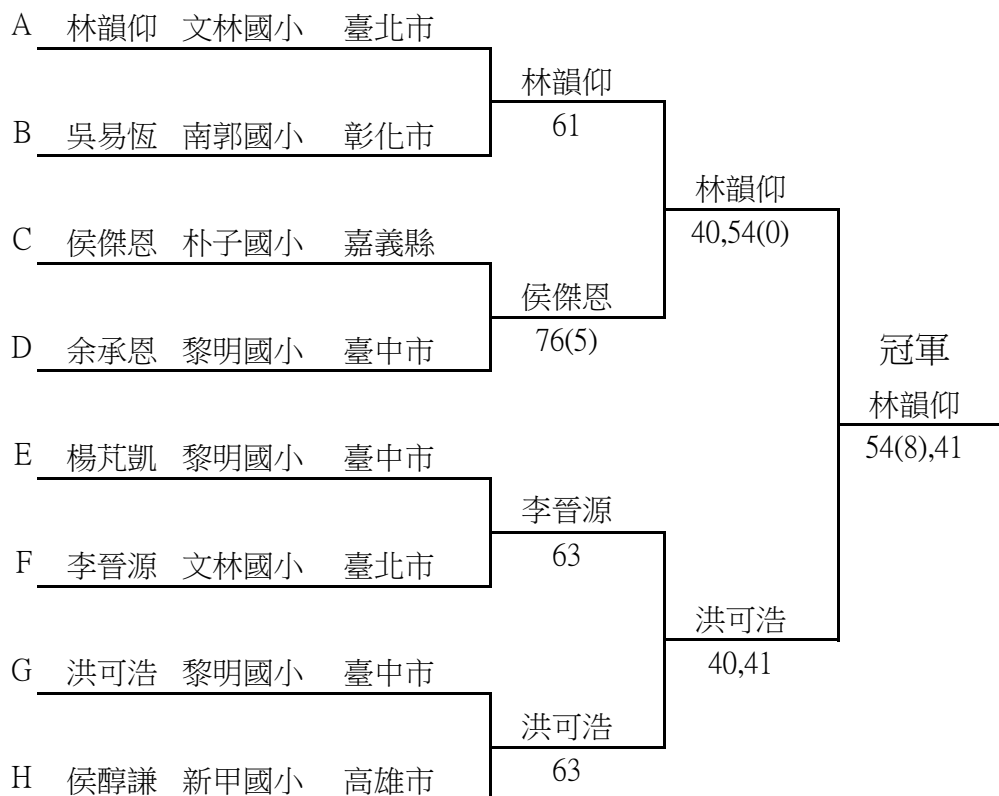 A 林韻仰 文林國小 臺北市
林韻仰
61
B 吳易恆 南郭國小 彰化市
林韻仰
40,54(0)
C 侯傑恩 朴子國小 嘉義縣
侯傑恩
76(5)
D 余承恩 黎明國小 臺中市
冠軍
林韻仰
54(8),41
E 楊芃凱 黎明國小 臺中市
李晉源
63
F 李晉源 文林國小 臺北市
洪可浩
40,41
G 洪可浩 黎明國小 臺中市
洪可浩
63
H 侯醇謙 新甲國小 高雄市